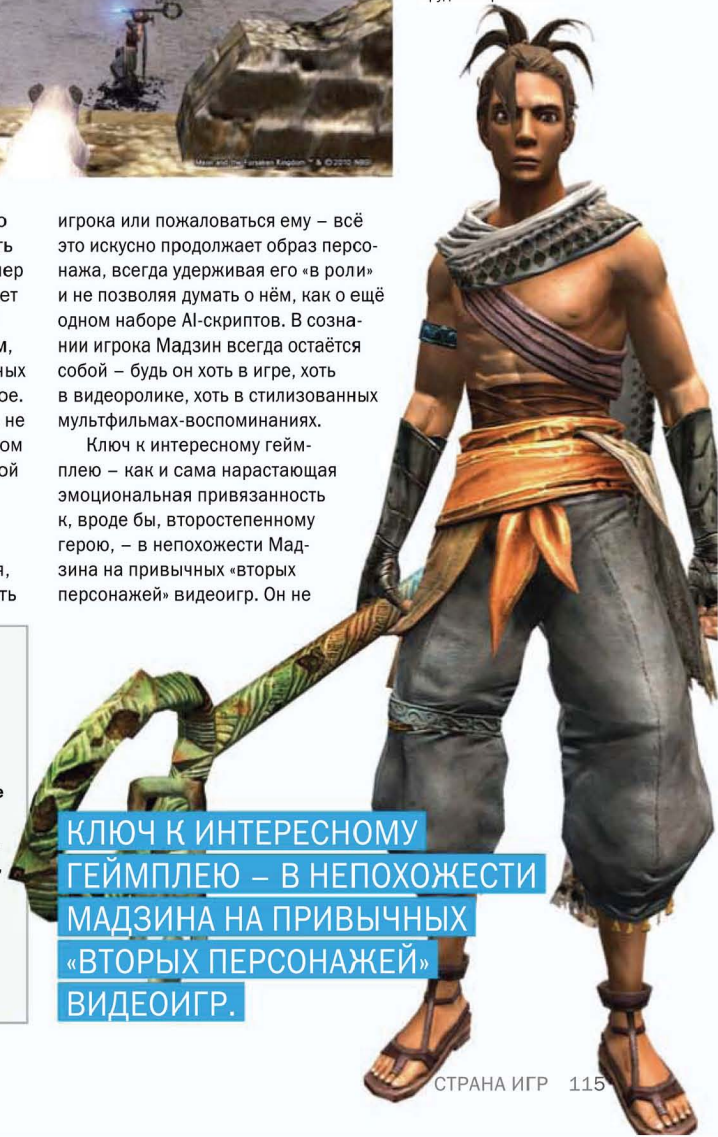 Majin and the Forsaken Kingdom ™ & © 2010 NBGI
игрока или пожаловаться ему – всё
это искусно продолжает образ персо-
нажа, всегда удерживая его «в роли»
и не позволяя думать о нём, как о ещё
одном наборе AI-скриптов. В созна-
нии игрока Мадзин всегда остаётся
собой – будь он хоть в игре, хоть
в видеоролике, хоть в стилизованных
мультфильмах-воспоминаниях.
Ключ к интересному гейм-
плею – как и сама нарастающая
эмоциональная привязанность
к, вроде бы, второстепенному
герою, – в непохожести Мад-
зина на привычных «вторых
персонажей» видеоигр. Он не
КЛЮЧ К ИНТЕРЕСНОМУ
ГЕЙМПЛЕЮ – В НЕПОХОЖЕСТИ
МАДЗИНА НА ПРИВЫЧНЫХ
«ВТОРЫХ ПЕРСОНАЖЕЙ»
ВИДЕОИГР.
СТРАНА ИГР 115